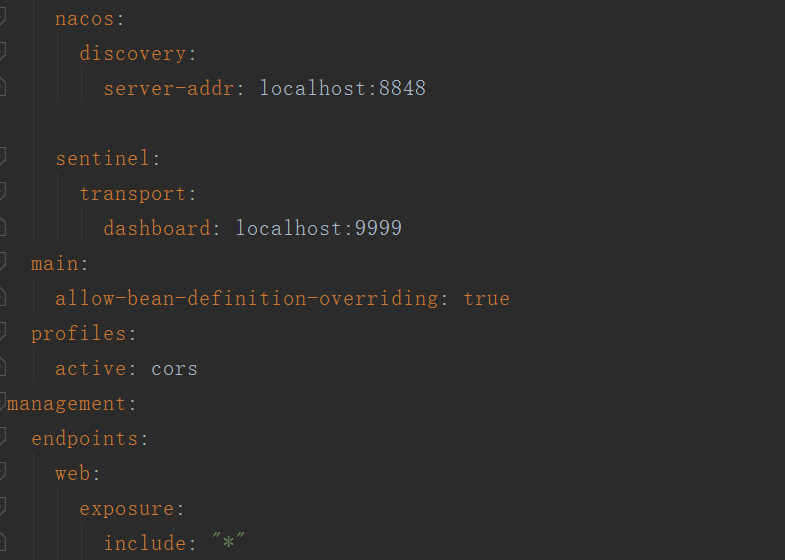 nacos:
discovery:
server-addr: localhost:8848
sentinel:
transport:
dashboard: localhost:9999
main:
allow-bean-definition-overriding: true
profiles:
active: cors
management:
endpoints:
web:
exposure:
include: "*"